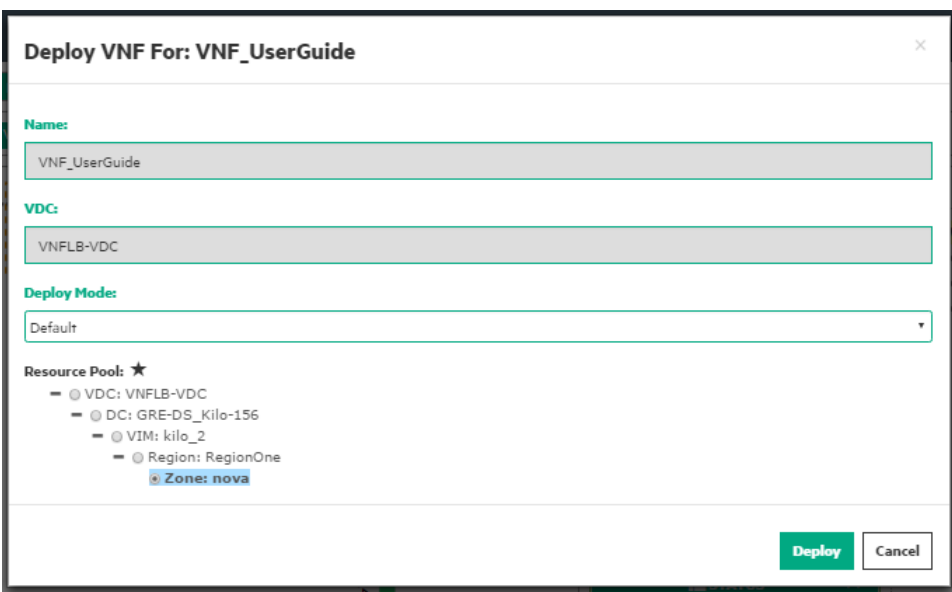 Deploy VNF For: VNF_UserGuide ×
Name:
VNF_UserGuide
VDC:
VNFLB-VDC
Deploy Mode:
Default
Resource Pool: ★
VDC: VNFLB-VDC
DC: GRE-DS_Kilo-156
VIM: kilo_2
Region: RegionOne
Zone: nova
Deploy Cancel
STATUS